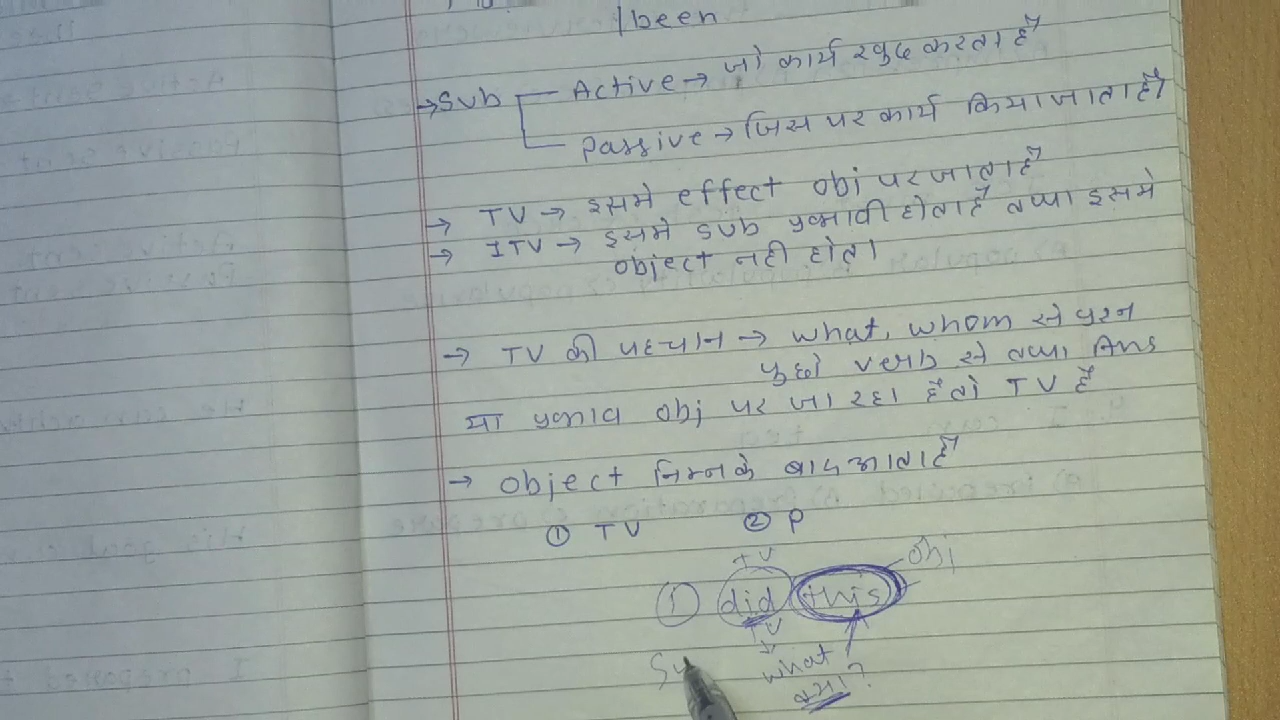 /been
→ Sub Active → जो कार्य स्कुद करता है
Passive → जिस पर कार्य किया जाता है।
→ TV → इसमे effect obj पर जाता है
→ ITV → इसमे sub प्रभावी होता है तथा इसमे
object नही होता।
→ TV की पहचान → what, whom से प्रश्न
पुछो verb से तथा Ans
या प्रभाव obj पर जा रहा है तो TV है
→ object निम्न के बाद आता है
① TV ② P
TV obj
I did this
TV
Su what
क्या?